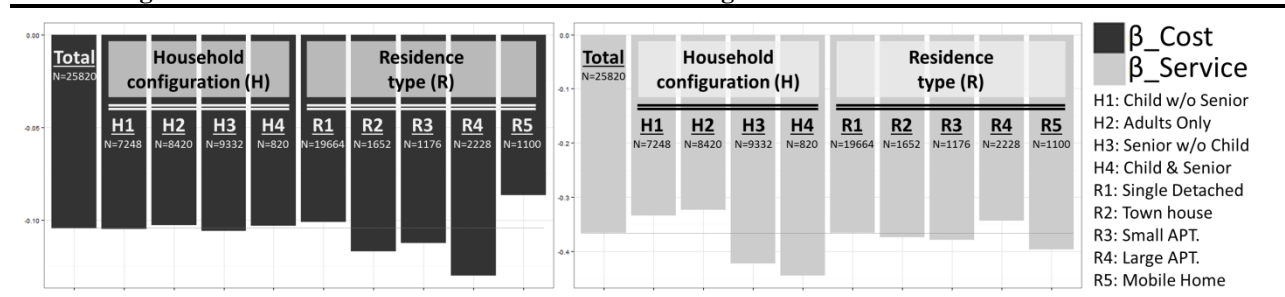 0.00
-0.05
-0.10
Total
N=25820
Household
configuration (H)
Residence
type (R)
H1
N=7248
H2
N=8420
H3
N=9332
H4
N=820
R1
N=19664
R2
N=1652
R3
N=1176
R4
N=2228
R5
N=1100
0.0
-0.1
-0.2
-0.3
-0.4
Total
N=25820
Household
configuration (H)
Residence
type (R)
H1
N=7248
H2
N=8420
H3
N=9332
H4
N=820
R1
N=19664
R2
N=1652
R3
N=1176
R4
N=2228
R5
N=1100
β_Cost
β_Service
H1: Child w/o Senior
H2: Adults Only
H3: Senior w/o Child
H4: Child & Senior
R1: Single Detached
R2: Town house
R3: Small APT.
R4: Large APT.
R5: Mobile Home